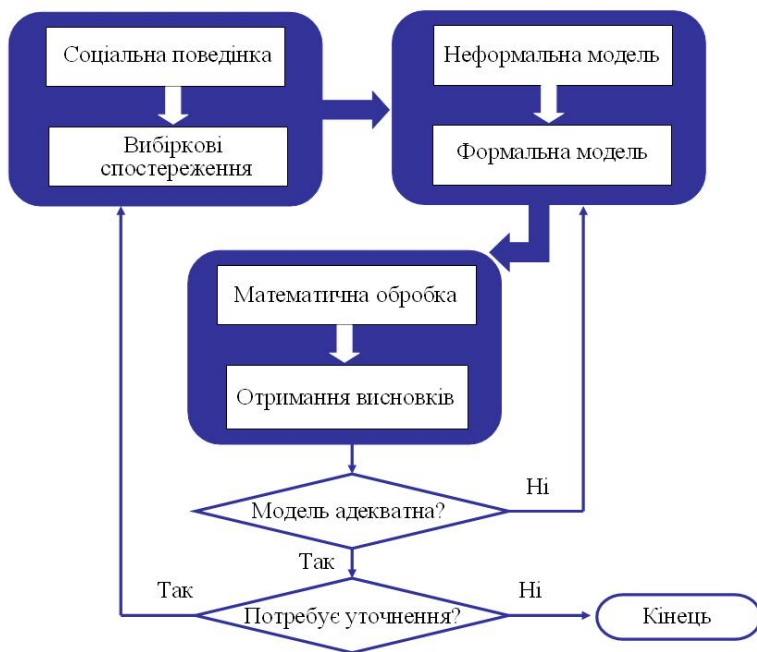 Соціальна поведінка
Вибіркові
спостереження
Неформальна модель
Формальна модель
Математична обробка
Отримання висновків
Модель адекватна?
Ні
Так
Потребує уточнення?
Так
Ні
Кінець